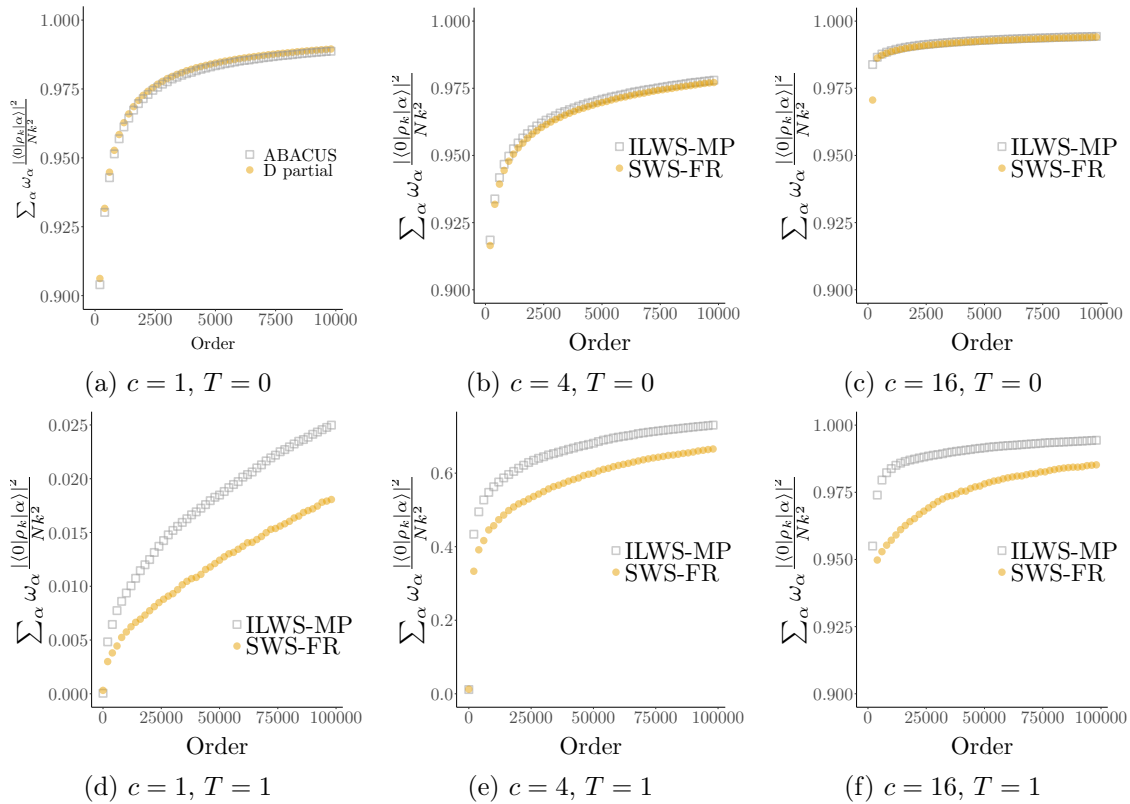 1.000
0.975
0.950
0.925
0.900
∑α ωα |⟨0|ρk|α⟩|² / Nk²
ABACUS
D partial
0 2500 5000 7500 10000
Order
(a) c = 1, T = 0
1.000
0.975
0.950
0.925
0.900
∑α ωα |⟨0|ρk|α⟩|² / Nk²
ILWS-MP
SWS-FR
0 2500 5000 7500 10000
Order
(b) c = 4, T = 0
1.000
0.975
0.950
0.925
0.900
∑α ωα |⟨0|ρk|α⟩|² / Nk²
ILWS-MP
SWS-FR
0 2500 5000 7500 10000
Order
(c) c = 16, T = 0
0.025
0.020
0.015
0.010
0.005
0.000
∑α ωα |⟨0|ρk|α⟩|² / Nk²
ILWS-MP
SWS-FR
0 25000 50000 75000 100000
Order
(d) c = 1, T = 1
0.6
0.4
0.2
0.0
∑α ωα |⟨0|ρk|α⟩|² / Nk²
ILWS-MP
SWS-FR
0 25000 50000 75000 100000
Order
(e) c = 4, T = 1
1.000
0.975
0.950
0.925
0.900
∑α ωα |⟨0|ρk|α⟩|² / Nk²
ILWS-MP
SWS-FR
0 25000 50000 75000 100000
Order
(f) c = 16, T = 1